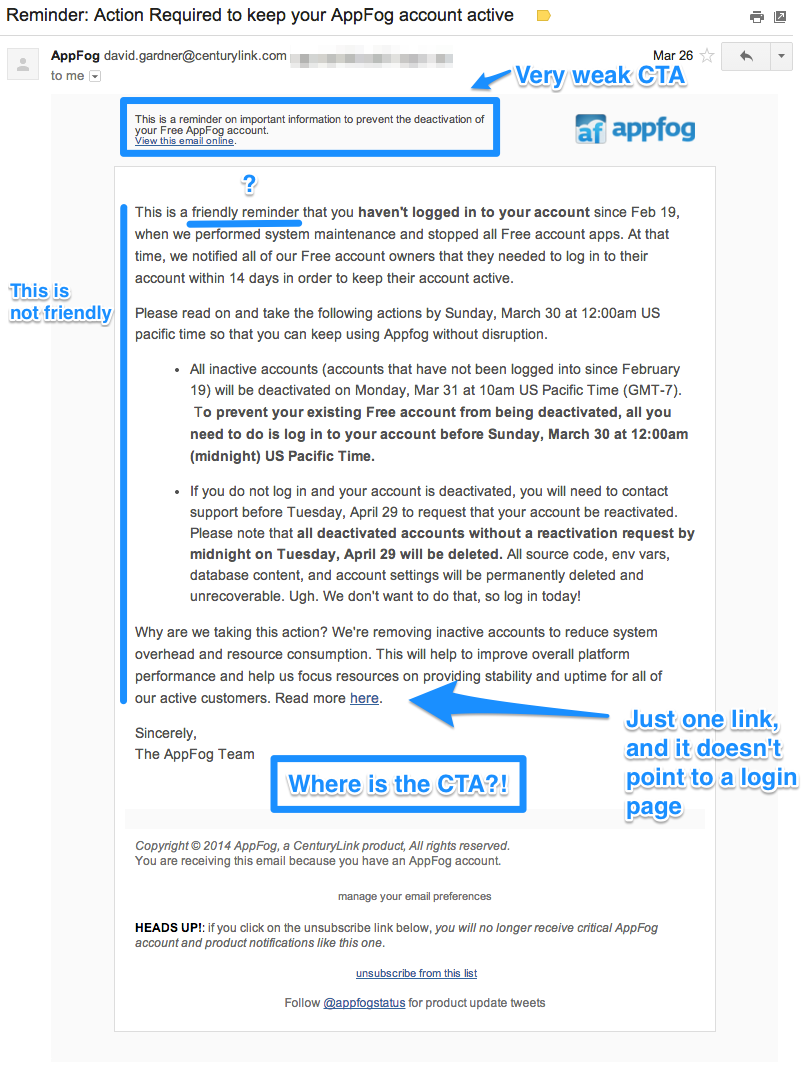 Reminder: Action Required to keep your AppFog account active
AppFog david.gardner@centurylink.com
Mar 26
to me
Very weak CTA
This is a reminder on important information to prevent the deactivation of
your Free AppFog account.
View this email online.
af appfog
?
This is a friendly reminder that you haven't logged in to your account since Feb 19,
when we performed system maintenance and stopped all Free account apps. At that
time, we notified all of our Free account owners that they needed to log in to their
account within 14 days in order to keep their account active.
This is
not friendly
Please read on and take the following actions by Sunday, March 30 at 12:00am US
pacific time so that you can keep using Appfog without disruption.
• All inactive accounts (accounts that have not been logged into since February
19) will be deactivated on Monday, Mar 31 at 10am US Pacific Time (GMT-7).
To prevent your existing Free account from being deactivated, all you
need to do is log in to your account before Sunday, March 30 at 12:00am
(midnight) US Pacific Time.
• If you do not log in and your account is deactivated, you will need to contact
support before Tuesday, April 29 to request that your account be reactivated.
Please note that all deactivated accounts without a reactivation request by
midnight on Tuesday, April 29 will be deleted. All source code, env vars,
database content, and account settings will be permanently deleted and
unrecoverable. Ugh. We don't want to do that, so log in today!
Why are we taking this action? We're removing inactive accounts to reduce system
overhead and resource consumption. This will help to improve overall platform
performance and help us focus resources on providing stability and uptime for all of
our active customers. Read more here.
Just one link,
and it doesn't
point to a login
page
Sincerely,
The AppFog Team
Where is the CTA?!
Copyright © 2014 AppFog, a CenturyLink product, All rights reserved.
You are receiving this email because you have an AppFog account.
manage your email preferences
HEADS UP!: if you click on the unsubscribe link below, you will no longer receive critical AppFog
account and product notifications like this one.
unsubscribe from this list
Follow @appfogstatus for product update tweets